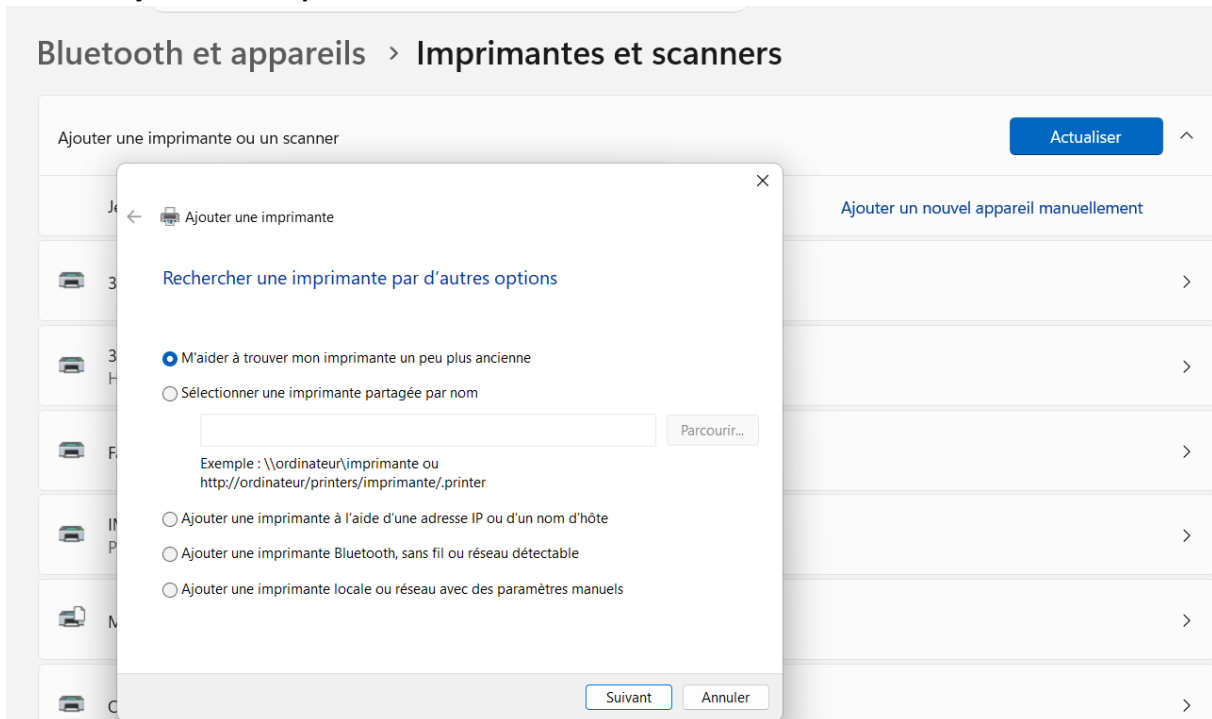 Bluetooth et appareils > Imprimantes et scanners
Ajouter une imprimante ou un scanner
Actualiser
Ajouter une imprimante
Ajouter un nouvel appareil manuellement
Rechercher une imprimante par d'autres options
M'aider à trouver mon imprimante un peu plus ancienne
Sélectionner une imprimante partagée par nom
Parcourir...
Exemple : \\ordinateur\imprimante ou
http://ordinateur/printers/imprimante/.printer
Ajouter une imprimante à l'aide d'une adresse IP ou d'un nom d'hôte
Ajouter une imprimante Bluetooth, sans fil ou réseau détectable
Ajouter une imprimante locale ou réseau avec des paramètres manuels
Suivant
Annuler